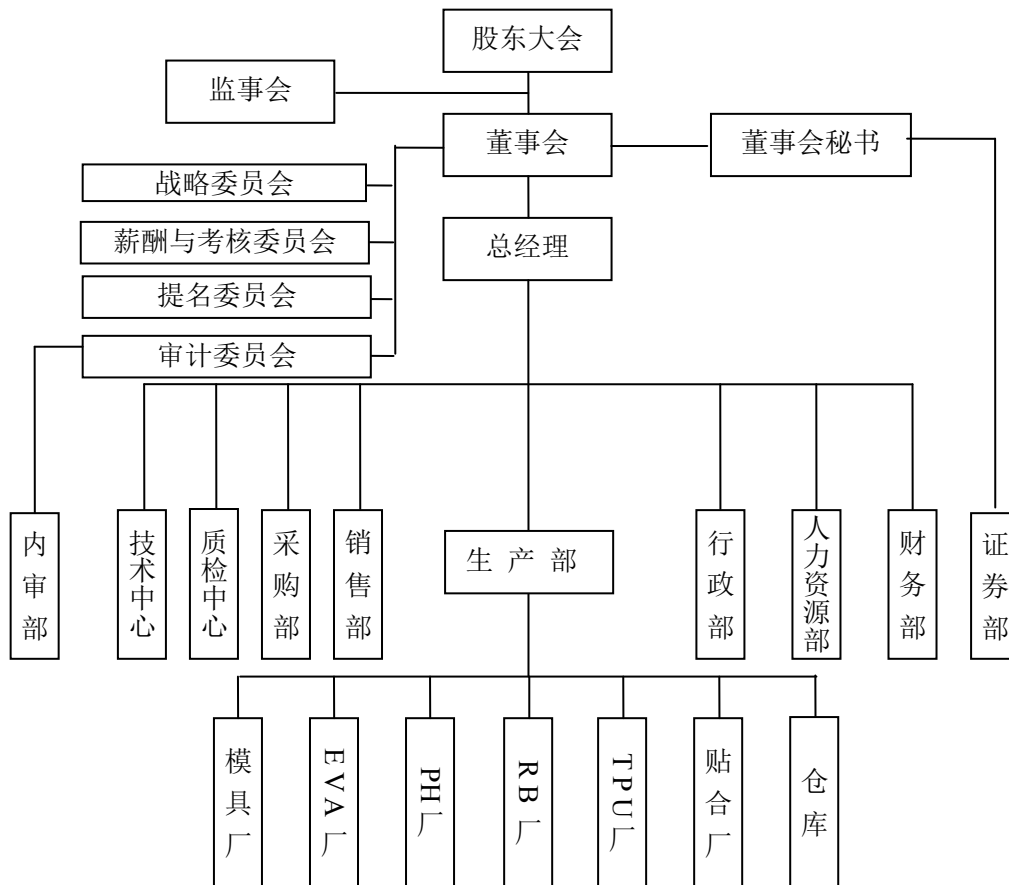 股东大会
监事会
董事会
董事会秘书
战略委员会
薪酬与考核委员会
总经理
提名委员会
审计委员会
内审部
技术中心
质检中心
采购部
销售部
生产部
行政部
人力资源部
财务部
证券部
模具厂
EVA厂
PH厂
RB厂
TPU厂
贴合厂
仓库